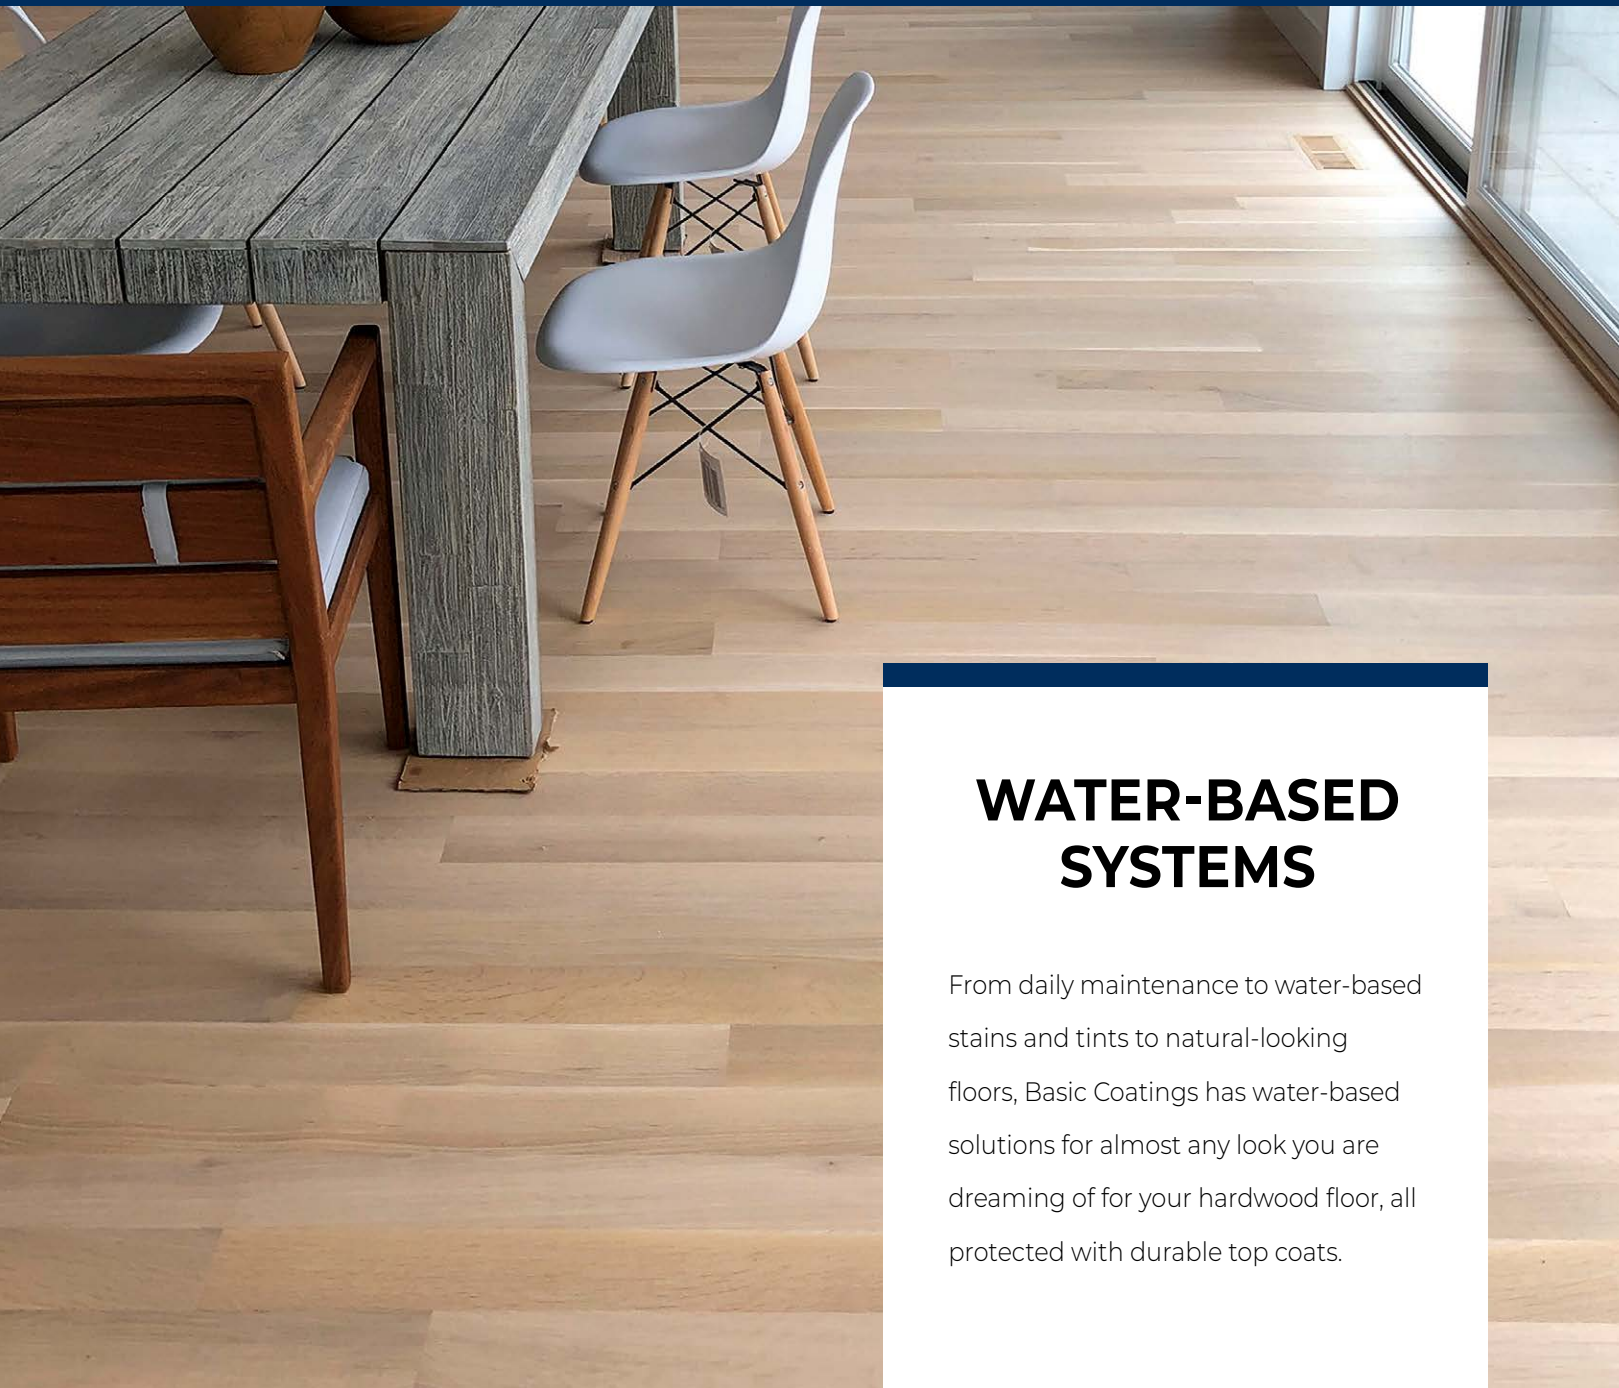 WATER-BASED
SYSTEMS
From daily maintenance to water-based
stains and tints to natural-looking
floors, Basic Coatings has water-based
solutions for almost any look you are
dreaming of for your hardwood floor, all
protected with durable top coats.